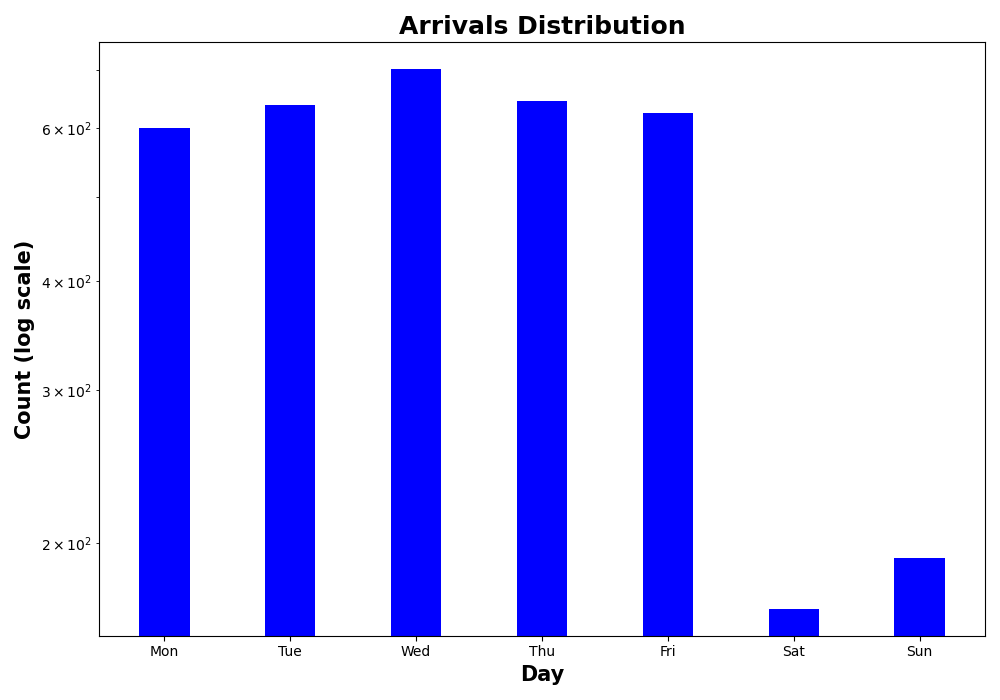 Arrivals Distribution
6 × 10²
4 × 10²
3 × 10²
2 × 10²
Count (log scale)
Mon Tue Wed Thu Fri Sat Sun
Day